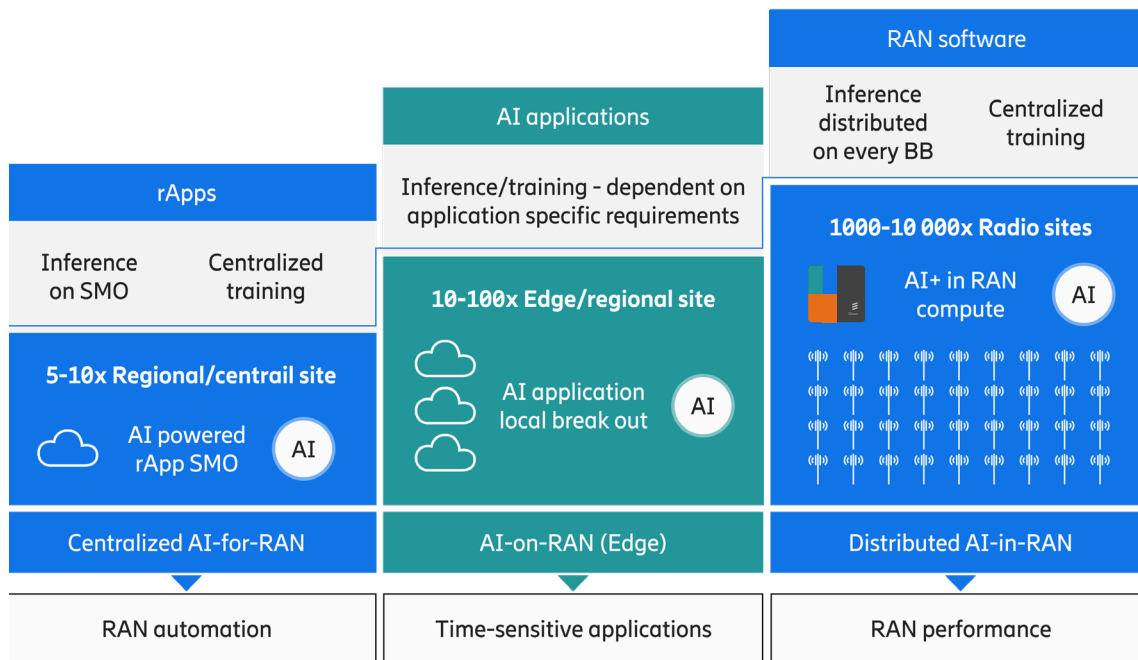 rApps
Inference
on SMO
Centralized
training
5-10x Regional/centrail site
AI powered
rApp SMO
AI
Centralized AI-for-RAN
RAN automation
AI applications
Inference/training - dependent on
application specific requirements
10-100x Edge/regional site
AI application
local break out
AI
AI-on-RAN (Edge)
Time-sensitive applications
RAN software
Inference
distributed
on every BB
Centralized
training
1000-10 000x Radio sites
AI+ in RAN
compute
AI
Distributed AI-in-RAN
RAN performance